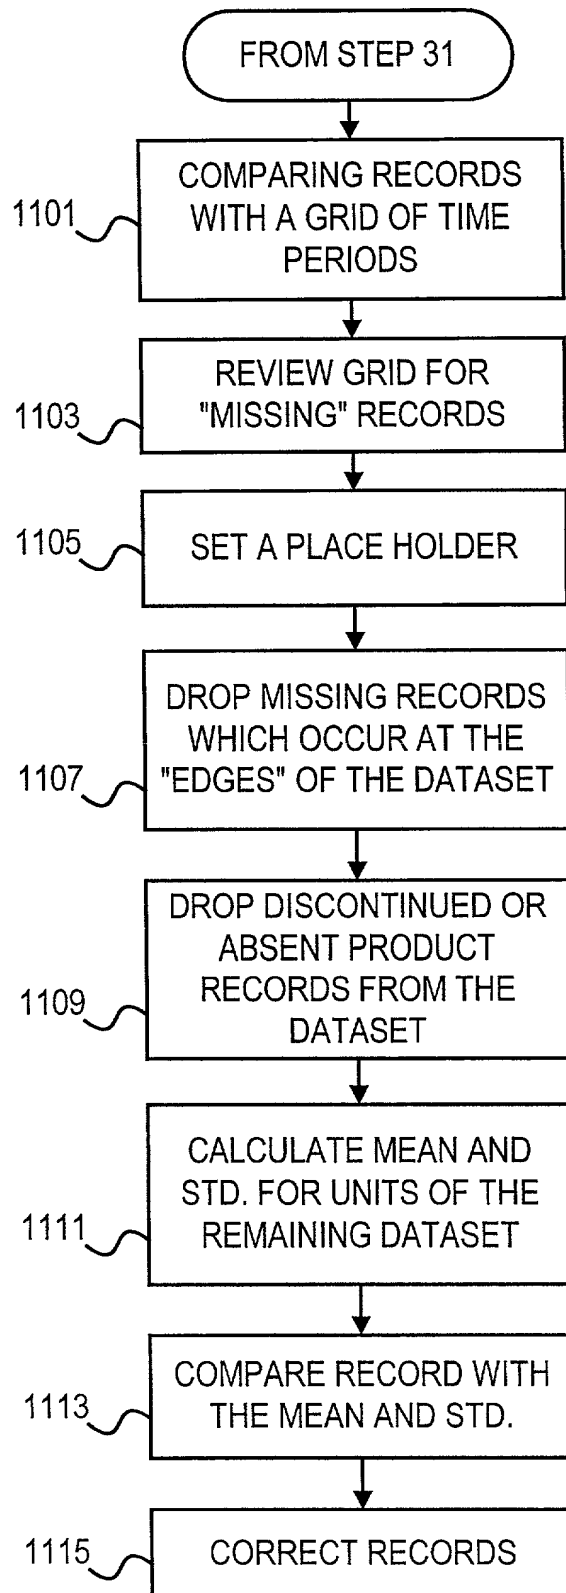 FROM STEP 31
1101
COMPARING RECORDS
WITH A GRID OF TIME
PERIODS
1103
REVIEW GRID FOR
"MISSING" RECORDS
1105
SET A PLACE HOLDER
1107
DROP MISSING RECORDS
WHICH OCCUR AT THE
"EDGES" OF THE DATASET
1109
DROP DISCONTINUED OR
ABSENT PRODUCT
RECORDS FROM THE
DATASET
1111
CALCULATE MEAN AND
STD. FOR UNITS OF THE
REMAINING DATASET
1113
COMPARE RECORD WITH
THE MEAN AND STD.
1115
CORRECT RECORDS